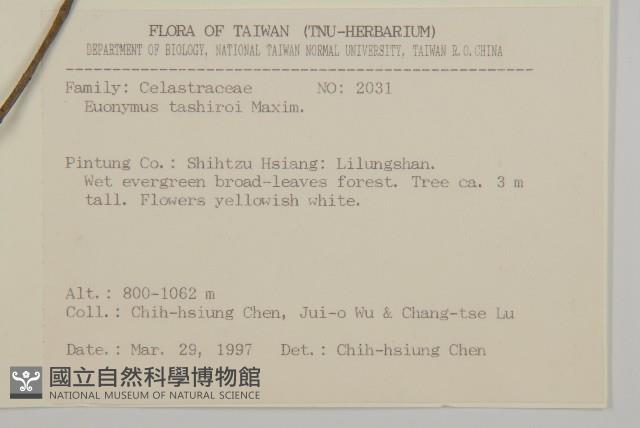 FLORA OF TAIWAN (TNU-HERBARIUM)
DEPARTMENT OF BIOLOGY, NATIONAL TAIWAN NORMAL UNIVERSITY, TAIWAN R.O.CHINA
Family: Celastraceae NO: 2031
Euonymus tashiroi Maxim.
Pintung Co.: Shihtzu Hsiang: Lilungshan.
Wet evergreen broad-leaves forest. Tree ca. 3 m
tall. Flowers yellowish white.
Alt.: 800-1062 m
Coll.: Chih-hsiung Chen, Jui-o Wu & Chang-tse Lu
Date.: Mar. 29, 1997 Det.: Chih-hsiung Chen
國立自然科學博物館
NATIONAL MUSEUM OF NATURAL SCIENCE